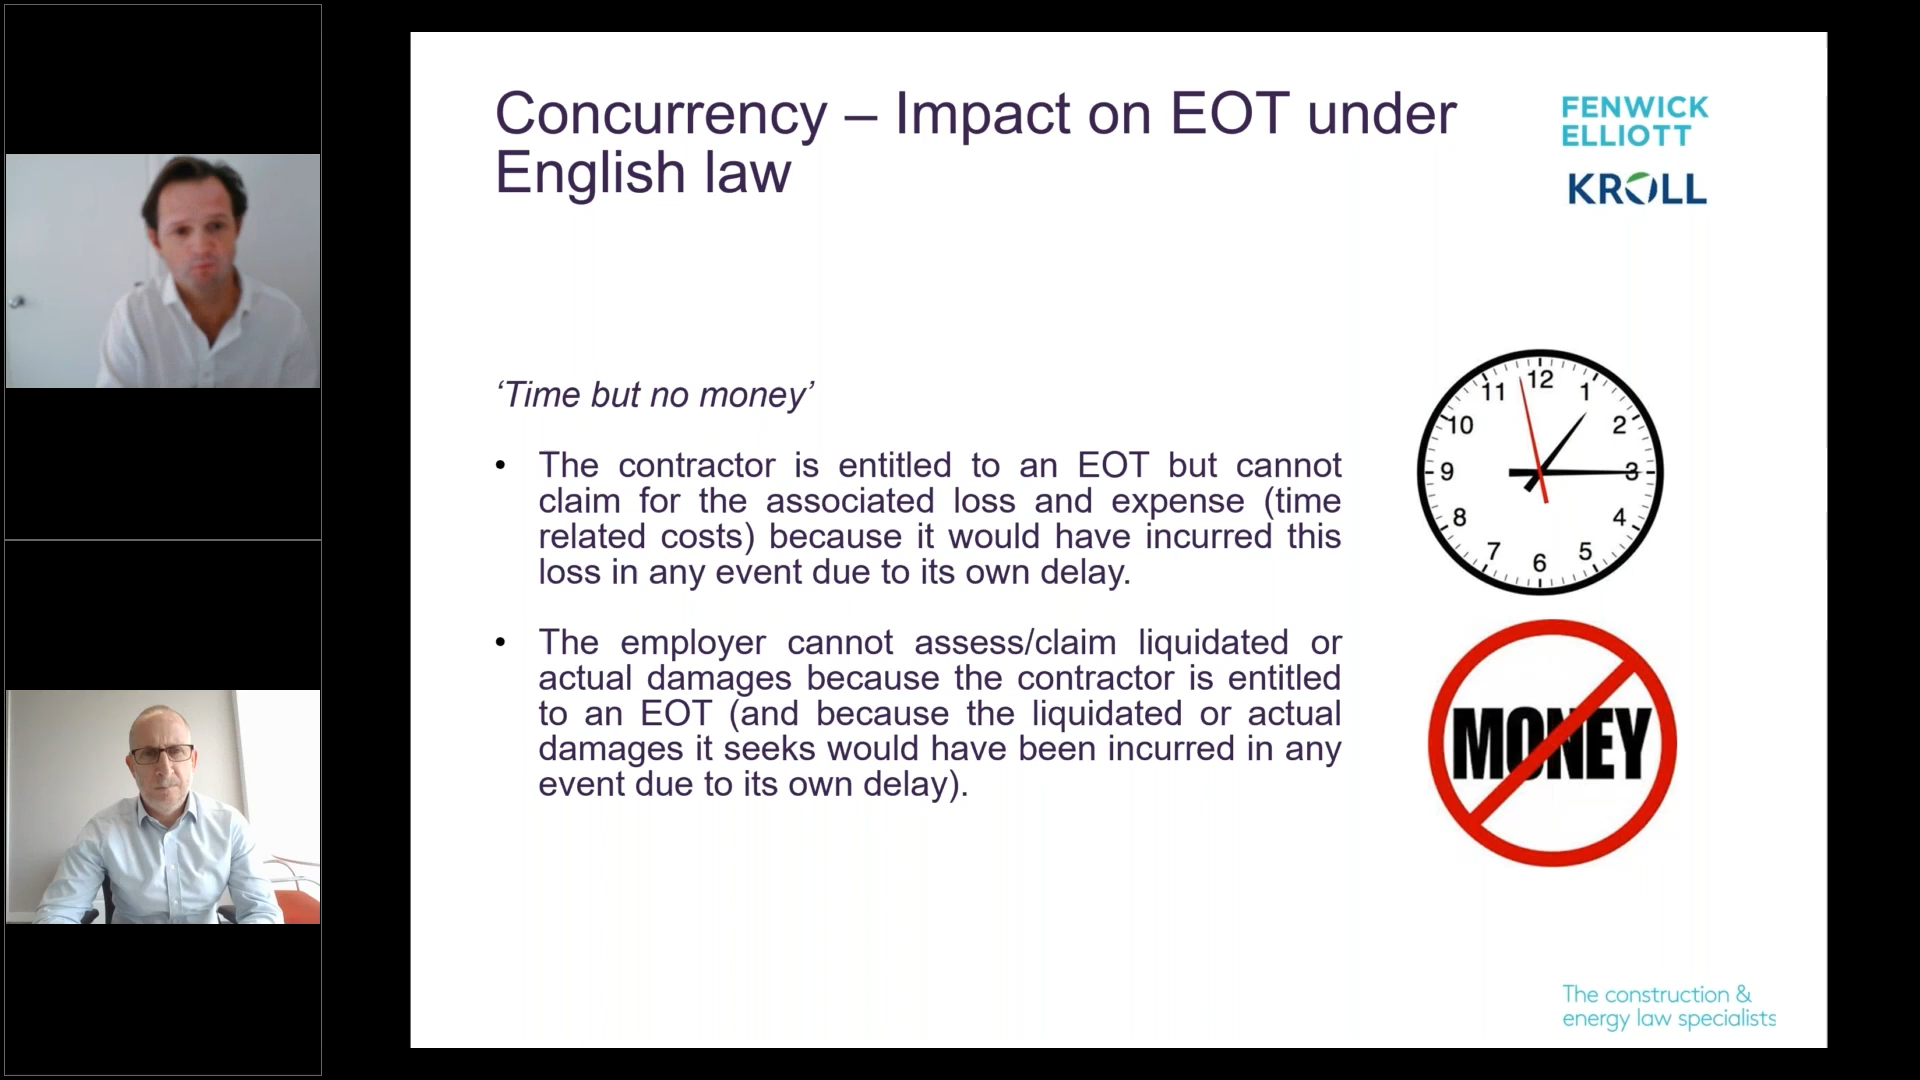 Concurrency – Impact on EOT under
English law
FENWICK
ELLIOTT
KROLL
‘Time but no money’
• The contractor is entitled to an EOT but cannot
claim for the associated loss and expense (time
related costs) because it would have incurred this
loss in any event due to its own delay.
• The employer cannot assess/claim liquidated or
actual damages because the contractor is entitled
to an EOT (and because the liquidated or actual
damages it seeks would have been incurred in any
event due to its own delay).
12
11
1
10
2
9
3
8
4
7
5
6
MONEY
The construction &
energy law specialists